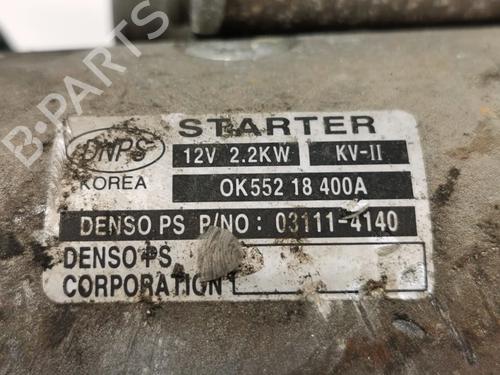 B-PARTS
STARTER
DNPS
KOREA
12V 2.2KW KV-II
OK552 18 400A
DENSO PS P/NO : 03111-4140
DENSO PS
CORPORATION